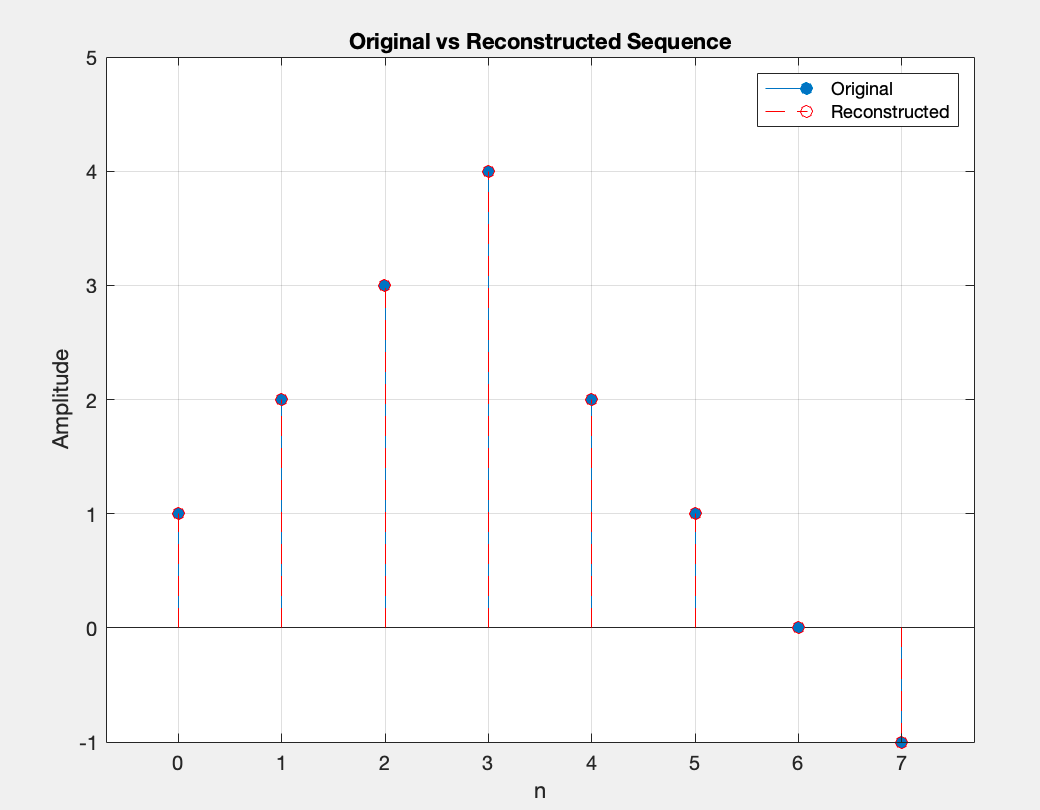 Original vs Reconstructed Sequence
Original
Reconstructed
5
4
3
2
1
0
-1
Amplitude
0 1 2 3 4 5 6 7
n